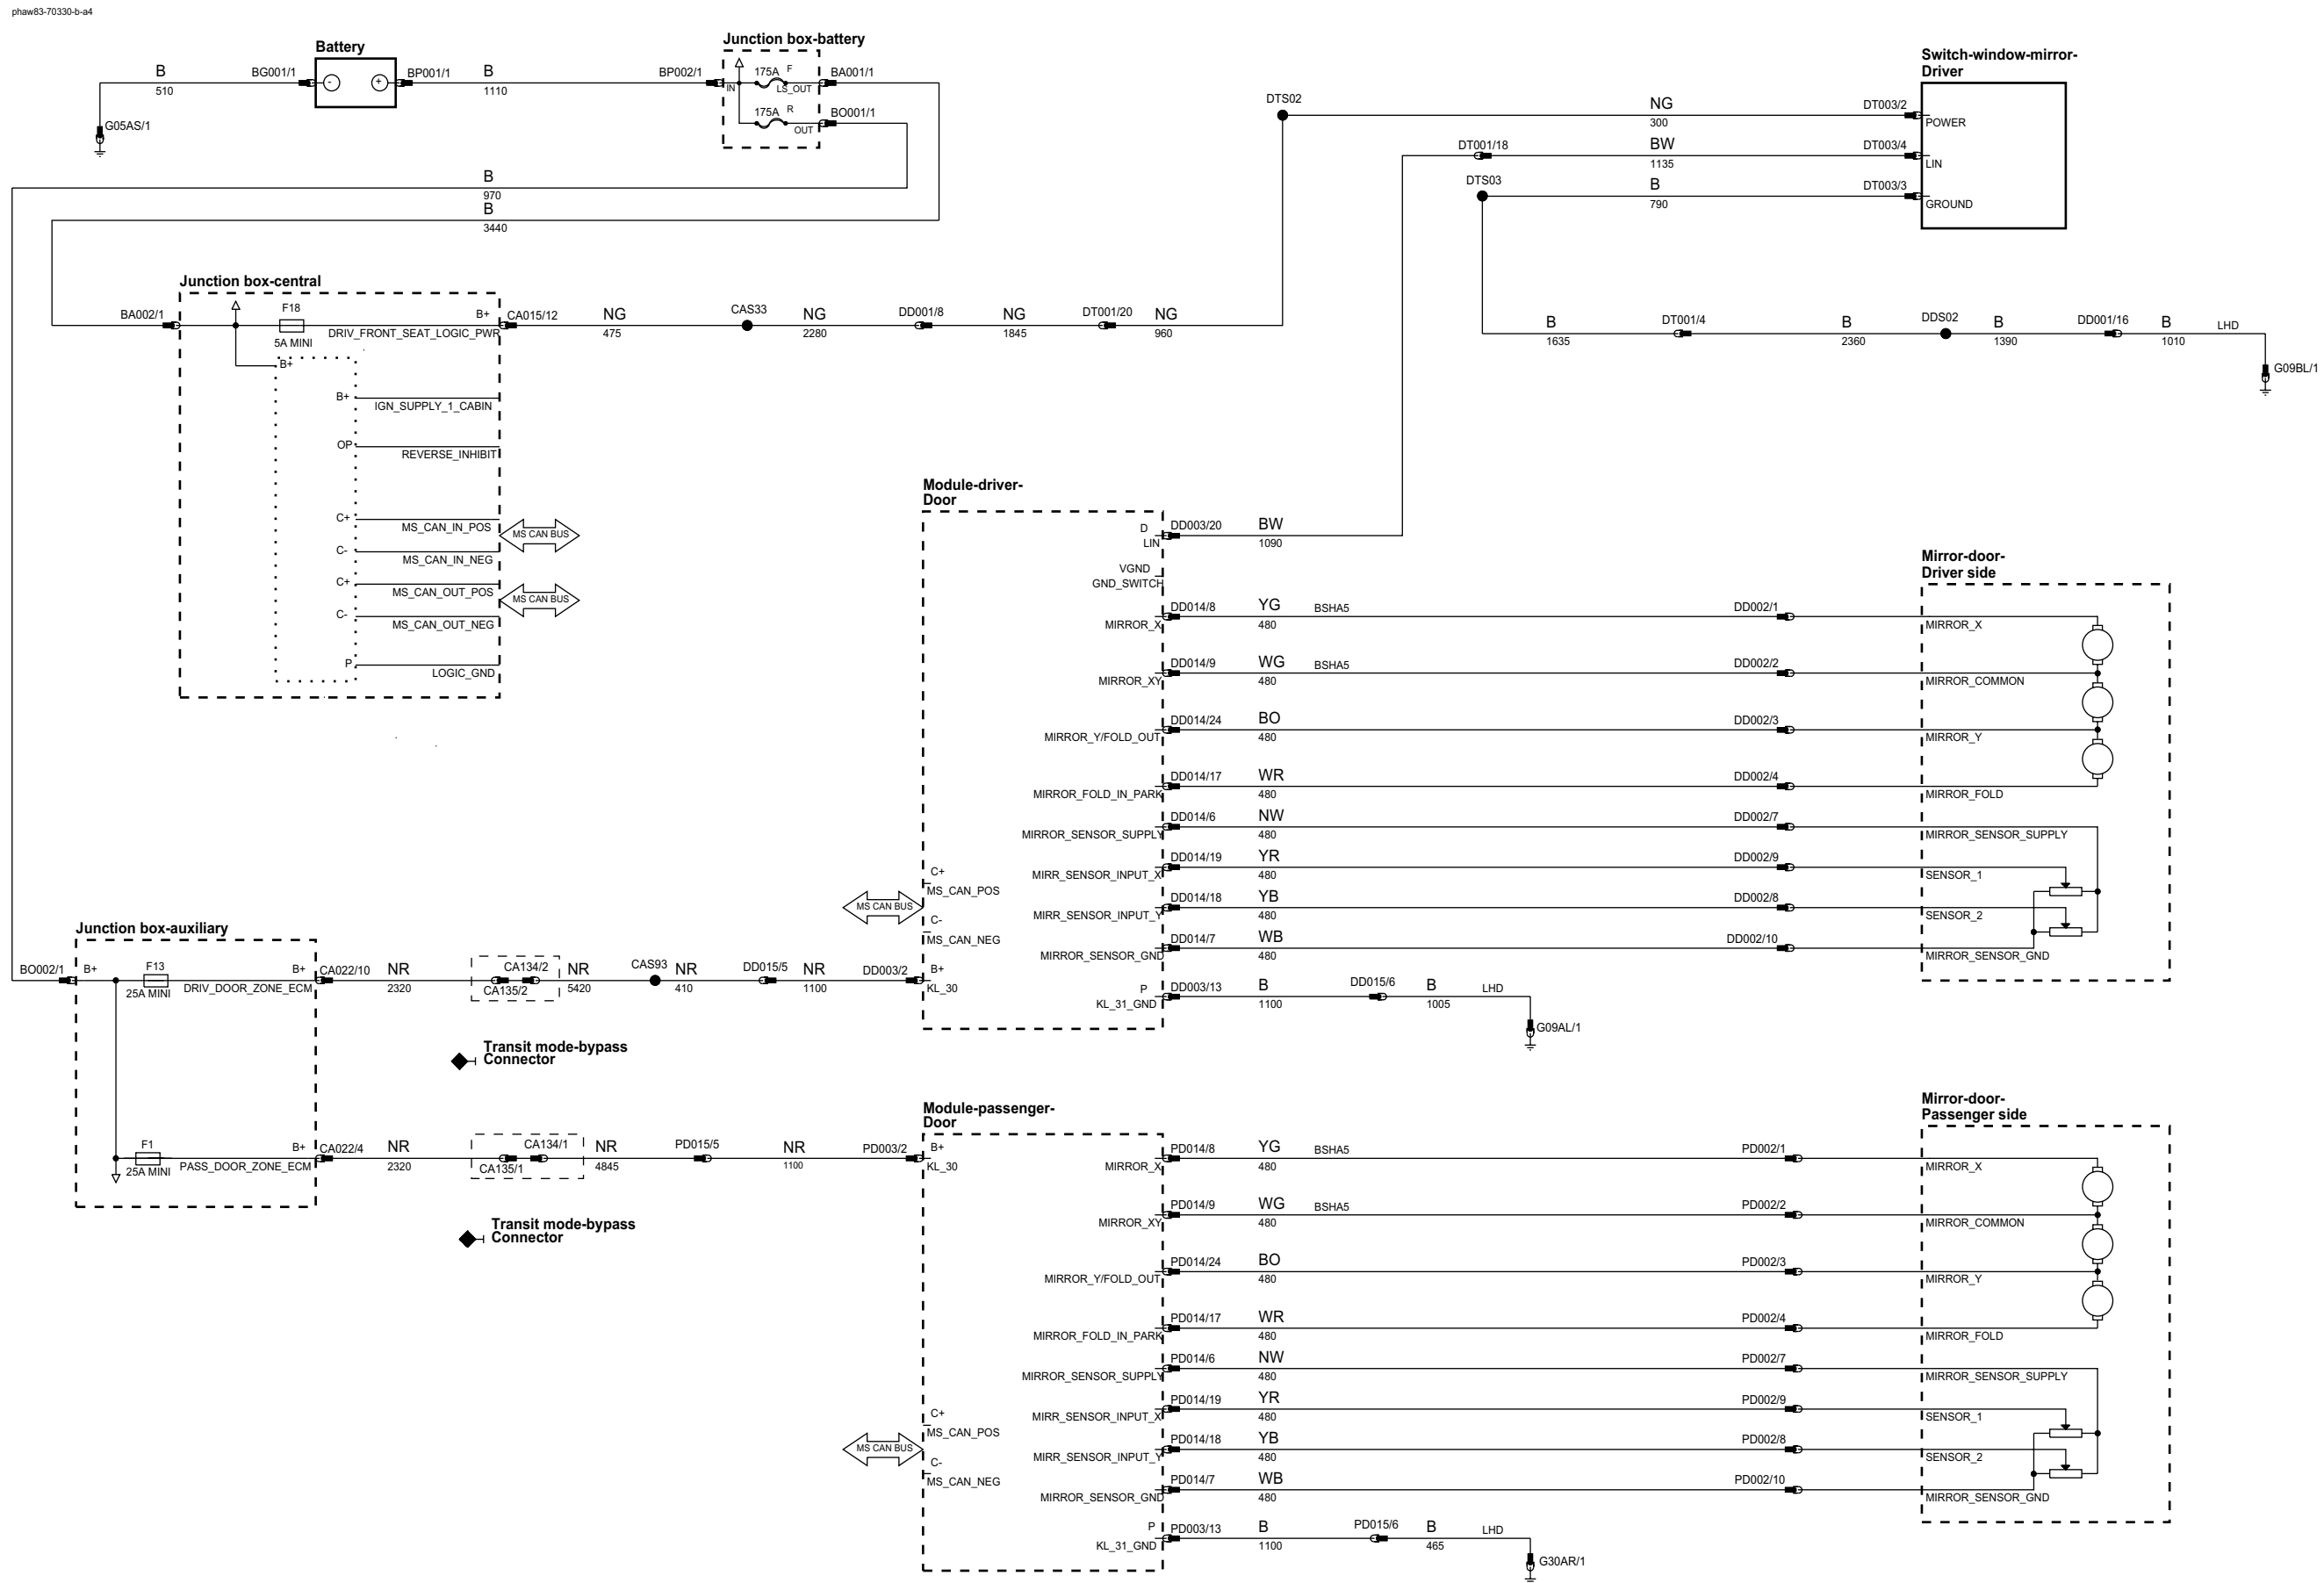 phaw83-70330-b-a4
Battery
Junction box-battery
Switch-window-mirror-
Driver
B
510
BG001/1
-
+
BP001/1
B
1110
BP002/1
IN
175A
F
LS_OUT
BA001/1
175A
R
OUT
BO001/1
G05AS/1
B
970
B
3440
DTS02
NG
300
DT003/2
POWER
DT001/18
BW
1135
DT003/4
LIN
DTS03
B
790
DT003/3
GROUND
B
1635
DT001/4
B
2360
DDS02
B
1390
DD001/16
B
1010
LHD
G09BL/1
Junction box-central
BA002/1
F18
5A MINI
B+
DRIV_FRONT_SEAT_LOGIC_PWR
CA015/12
NG
475
CAS33
NG
2280
DD001/8
NG
1845
DT001/20
NG
960
B+
B+
IGN_SUPPLY_1_CABIN
OP
REVERSE_INHIBIT
C+
MS_CAN_IN_POS
MS CAN BUS
C-
MS_CAN_IN_NEG
C+
MS_CAN_OUT_POS
MS CAN BUS
C-
MS_CAN_OUT_NEG
P
LOGIC_GND
Module-driver-
Door
D
LIN
DD003/20
BW
1090
VGND
GND_SWITCH
Mirror-door-
Driver side
MIRROR_X
DD014/8
YG
480
BSHA5
DD002/1
MIRROR_X
MIRROR_XY
DD014/9
WG
480
BSHA5
DD002/2
MIRROR_COMMON
MIRROR_Y/FOLD_OUT
DD014/24
BO
480
DD002/3
MIRROR_Y
MIRROR_FOLD_IN_PARK
DD014/17
WR
480
DD002/4
MIRROR_FOLD
MIRROR_SENSOR_SUPPLY
DD014/6
NW
480
DD002/7
MIRROR_SENSOR_SUPPLY
MIRR_SENSOR_INPUT_X
DD014/19
YR
480
DD002/9
SENSOR_1
MIRR_SENSOR_INPUT_Y
DD014/18
YB
480
DD002/8
SENSOR_2
MIRROR_SENSOR_GND
DD014/7
WB
480
DD002/10
MIRROR_SENSOR_GND
C+
MS_CAN_POS
MS CAN BUS
C-
MS_CAN_NEG
P
KL_31_GND
DD003/13
B
1100
DD015/6
B
1005
LHD
G09AL/1
Junction box-auxiliary
BO002/1
B+
F13
25A MINI
B+
DRIV_DOOR_ZONE_ECM
CA022/10
NR
2320
CA134/2
CA135/2
NR
5420
CAS93
NR
410
DD015/5
NR
1100
DD003/2
B+
KL_30
Transit mode-bypass
Connector
F1
25A MINI
B+
PASS_DOOR_ZONE_ECM
CA022/4
NR
2320
CA134/1
CA135/1
NR
4845
PD015/5
NR
1100
PD003/2
B+
KL_30
Transit mode-bypass
Connector
Module-passenger-
Door
Mirror-door-
Passenger side
MIRROR_X
PD014/8
YG
480
BSHA5
PD002/1
MIRROR_X
MIRROR_XY
PD014/9
WG
480
BSHA5
PD002/2
MIRROR_COMMON
MIRROR_Y/FOLD_OUT
PD014/24
BO
480
PD002/3
MIRROR_Y
MIRROR_FOLD_IN_PARK
PD014/17
WR
480
PD002/4
MIRROR_FOLD
MIRROR_SENSOR_SUPPLY
PD014/6
NW
480
PD002/7
MIRROR_SENSOR_SUPPLY
MIRR_SENSOR_INPUT_X
PD014/19
YR
480
PD002/9
SENSOR_1
MIRR_SENSOR_INPUT_Y
PD014/18
YB
480
PD002/8
SENSOR_2
MIRROR_SENSOR_GND
PD014/7
WB
480
PD002/10
MIRROR_SENSOR_GND
C+
MS_CAN_POS
MS CAN BUS
C-
MS_CAN_NEG
P
KL_31_GND
PD003/13
B
1100
PD015/6
B
465
LHD
G30AR/1